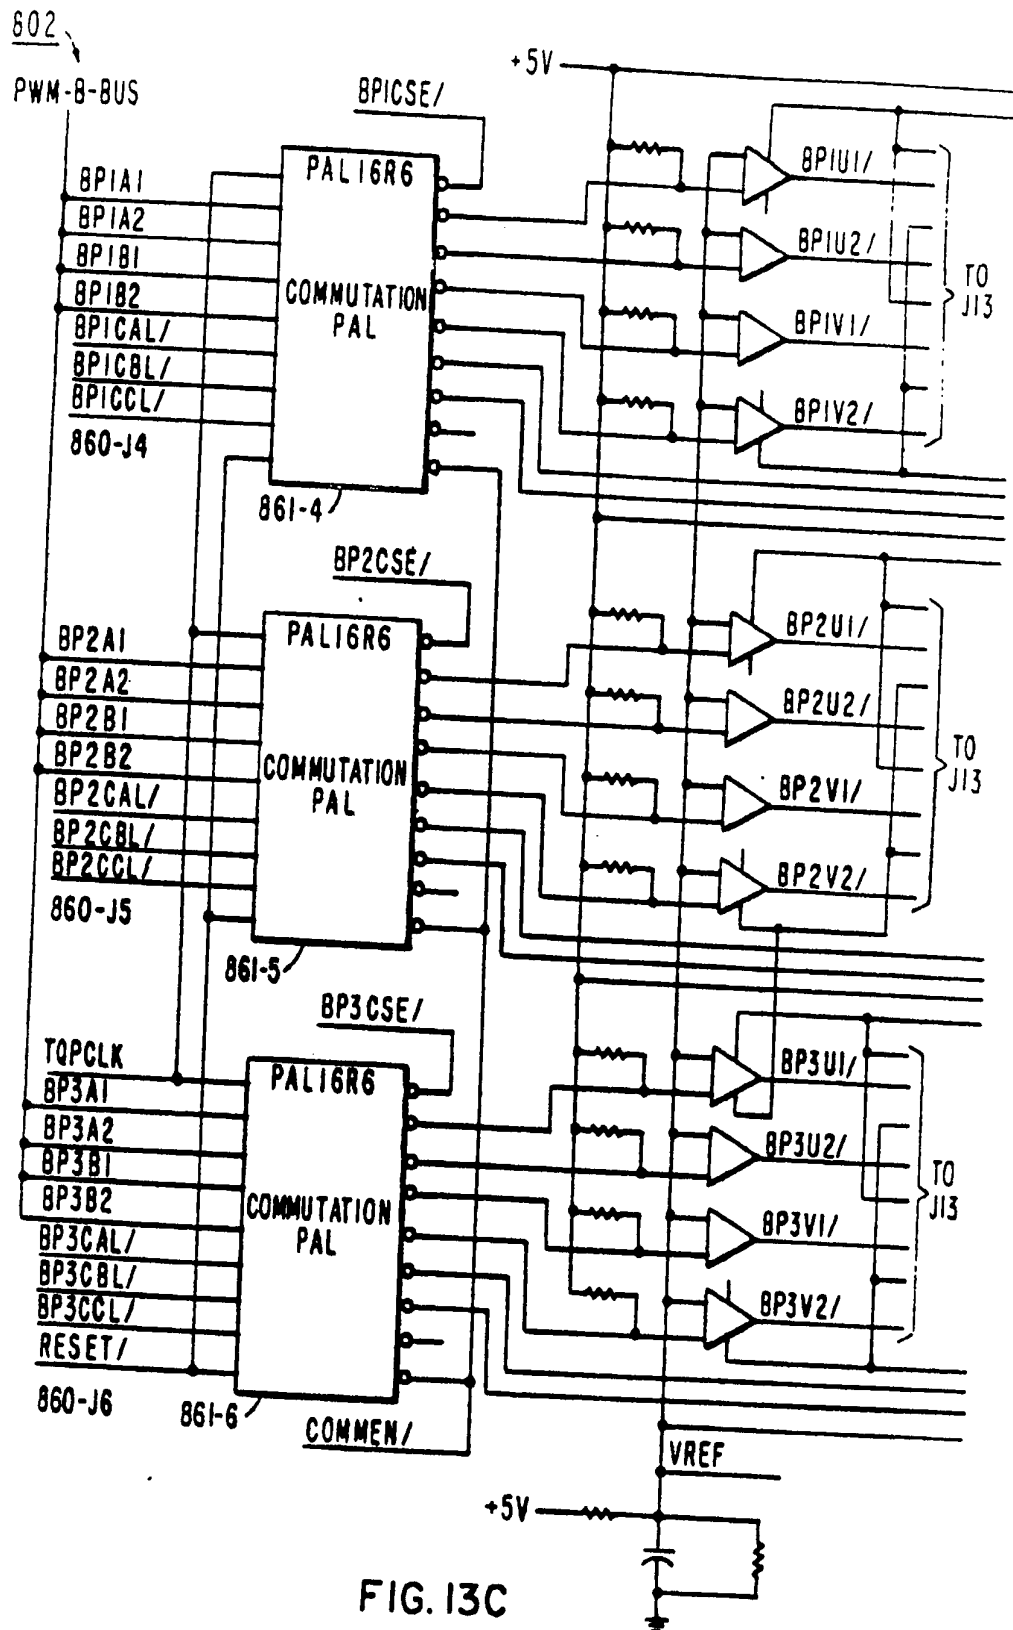 802
PWM-B-BUS
+5V
BP1CSE/
PAL16R6
COMMUTATION
PAL
BP1A1
BP1A2
BP1B1
BP1B2
BP1CAL/
BP1CBL/
BP1CCL/
860-J4
861-4
BP1U1/
BP1U2/
BP1V1/
BP1V2/
TO
J13
BP2CSE/
PAL16R6
COMMUTATION
PAL
BP2A1
BP2A2
BP2B1
BP2B2
BP2CAL/
BP2CBL/
BP2CCL/
860-J5
861-5
BP2U1/
BP2U2/
BP2V1/
BP2V2/
TO
J13
BP3CSE/
PAL16R6
COMMUTATION
PAL
TQPCLK
BP3A1
BP3A2
BP3B1
BP3B2
BP3CAL/
BP3CBL/
BP3CCL/
RESET/
860-J6
861-6
COMMEN/
BP3U1/
BP3U2/
BP3V1/
BP3V2/
TO
J13
VREF
+5V
FIG. 13C